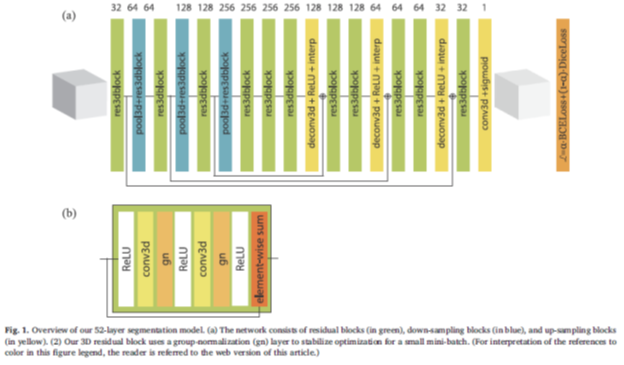 (a)
32 64 64 128 128 256 256 256 256 128 128 128 64 64 64 32 32 1
res3dblock
pool3d+res3dblock
res3dblock
pool3d+res3dblock
res3dblock
pool3d+res3dblock
res3dblock
res3dblock
res3dblock
deconv3d + ReLU + interp
res3dblock
res3dblock
deconv3d + ReLU + interp
res3dblock
res3dblock
deconv3d + ReLU + interp
res3dblock
conv3d +sigmoid
ℒ=α·BCELoss+(1−α)·DiceLoss
(b)
ReLU
conv3d
gn
ReLU
conv3d
gn
ReLU
element-wise sum
Fig. 1. Overview of our 52-layer segmentation model. (a) The network consists of residual blocks (in green), down-sampling blocks (in blue), and up-sampling blocks
(in yellow). (2) Our 3D residual block uses a group-normalization (gn) layer to stabilize optimization for a small mini-batch. (For interpretation of the references to
color in this figure legend, the reader is referred to the web version of this article.)